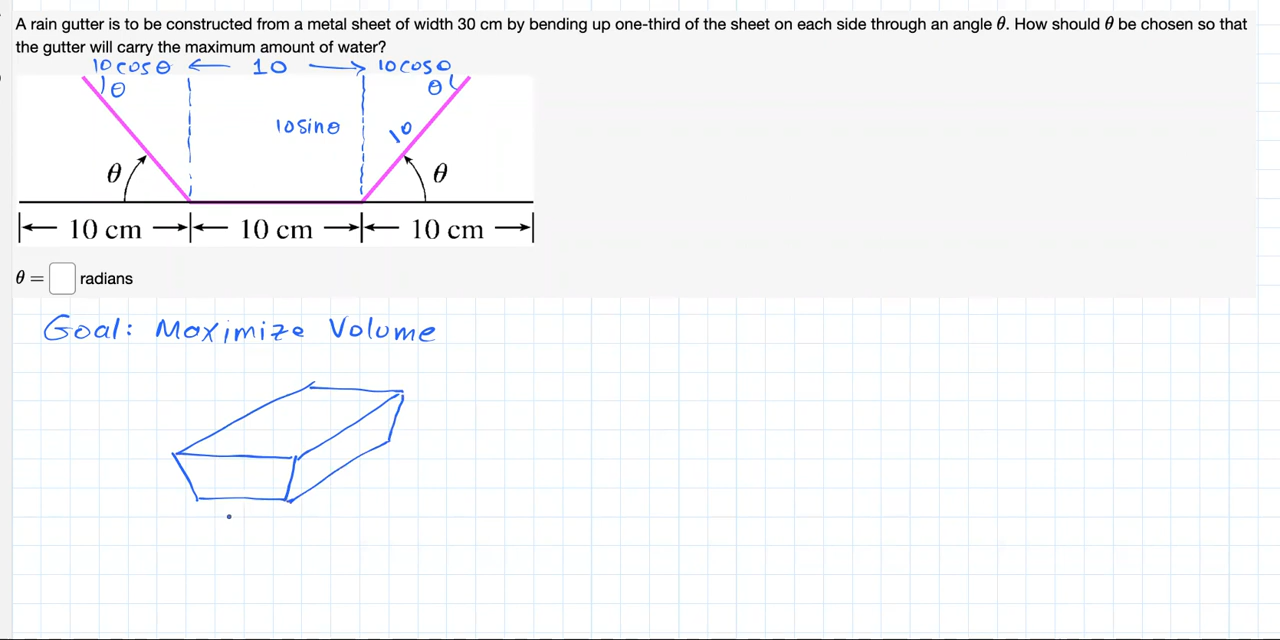 A rain gutter is to be constructed from a metal sheet of width 30 cm by bending up one-third of the sheet on each side through an angle θ. How should θ be chosen so that
the gutter will carry the maximum amount of water?
10cosθ ← 10 → 10cosθ
θ θ
10sinθ 10
θ θ
10 cm 10 cm 10 cm
θ = radians
Goal: Maximize Volume